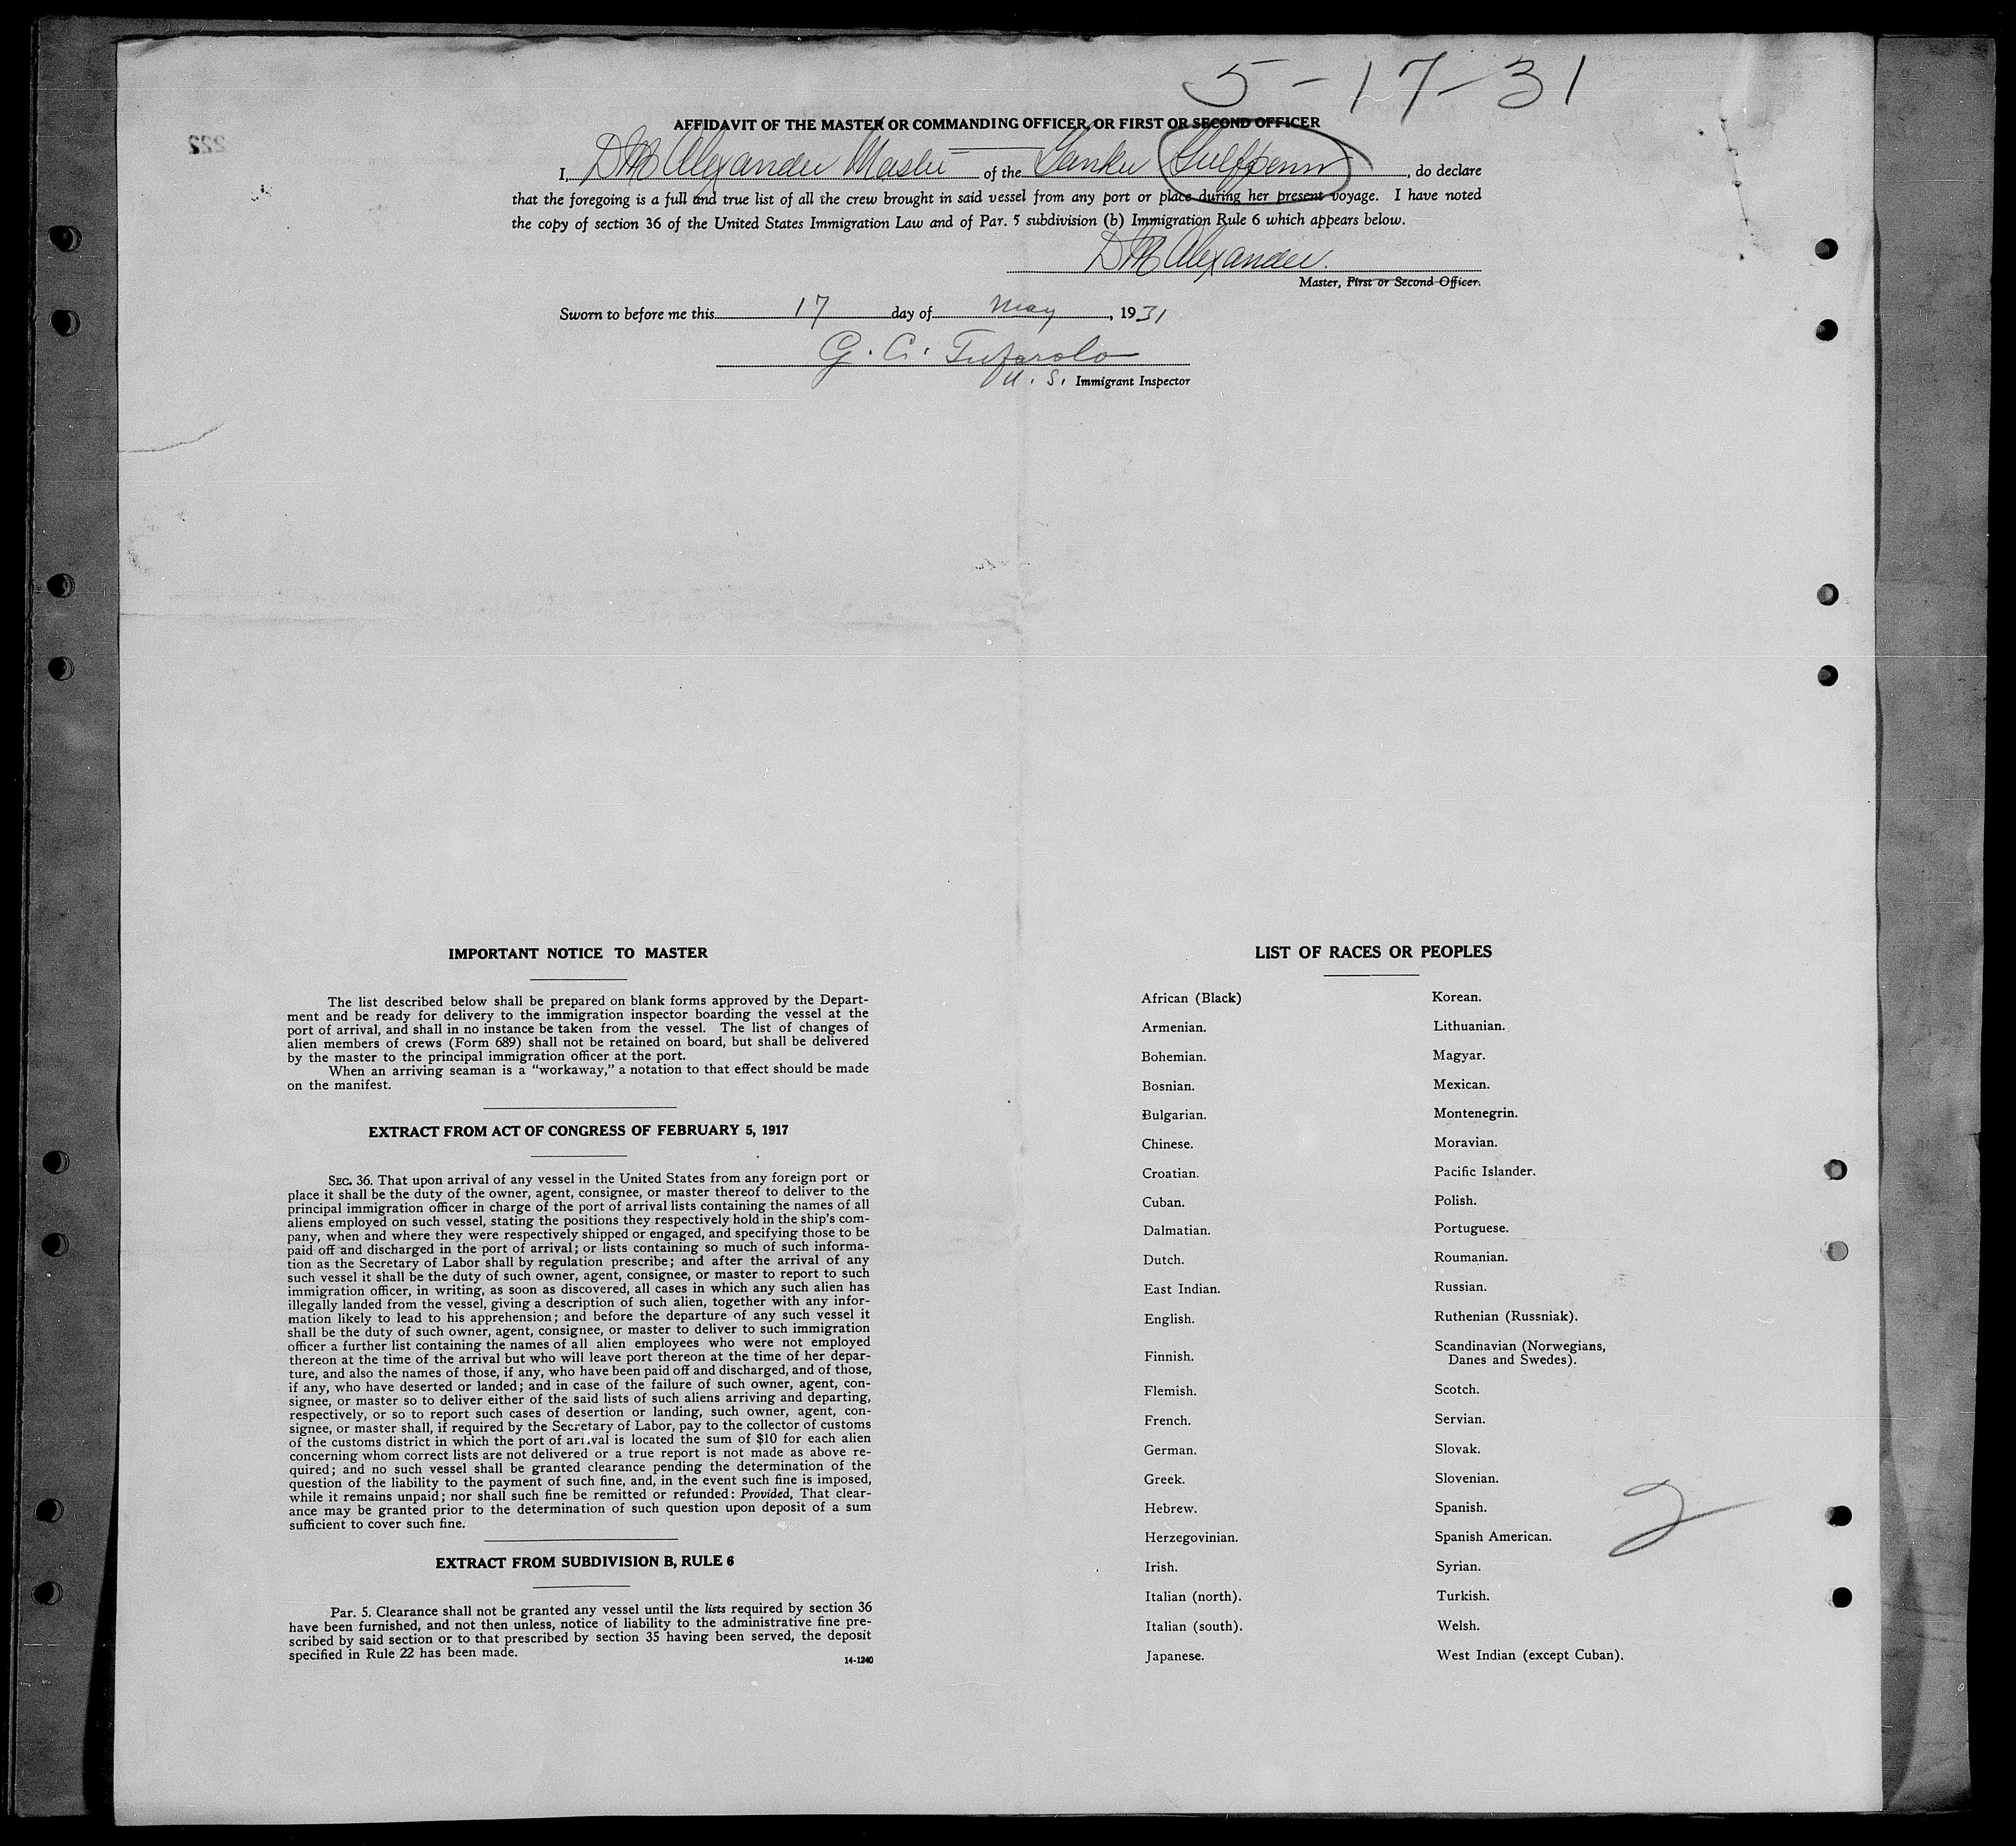 5-17-31
AFFIDAVIT OF THE MASTER OR COMMANDING OFFICER, OR FIRST OR SECOND OFFICER
I, Alexander Master of the Tanker Gulfpenn, do declare
that the foregoing is a full and true list of all the crew brought in said vessel from any port or place during her present voyage. I have noted
the copy of section 36 of the United States Immigration Law and of Par. 5 subdivision (b) Immigration Rule 6 which appears below.
Alexander.
Master, First or Second Officer.
Sworn to before me this 17 day of May, 1931
G. C. Tufarolo
U. S. Immigrant Inspector
IMPORTANT NOTICE TO MASTER
The list described below shall be prepared on blank forms approved by the Depart-
ment and be ready for delivery to the immigration inspector boarding the vessel at the
port of arrival, and shall in no instance be taken from the vessel. The list of changes of
alien members of crews (Form 689) shall not be retained on board, but shall be delivered
by the master to the principal immigration officer at the port.
When an arriving seaman is a "workaway," a notation to that effect should be made
on the manifest.
EXTRACT FROM ACT OF CONGRESS OF FEBRUARY 5, 1917
SEC. 36. That upon arrival of any vessel in the United States from any foreign port or
place it shall be the duty of the owner, agent, consignee, or master thereof to deliver to the
principal immigration officer in charge of the port of arrival lists containing the names of all
aliens employed on such vessel, stating the positions they respectively hold in the ship's com-
pany, when and where they were respectively shipped or engaged, and specifying those to be
paid off and discharged in the port of arrival; or lists containing so much of such informa-
tion as the Secretary of Labor shall by regulation prescribe; and after the arrival of any
such vessel it shall be the duty of such owner, agent, consignee, or master to report to such
immigration officer, in writing, as soon as discovered, all cases in which any such alien has
illegally landed from the vessel, giving a description of such alien, together with any infor-
mation likely to lead to his apprehension; and before the departure of any such vessel it
shall be the duty of such owner, agent, consignee, or master to deliver to such immigration
officer a further list containing the names of all alien employees who were not employed
thereon at the time of the arrival but who will leave port thereon at the time of her depar-
ture, and also the names of those, if any, who have been paid off and discharged, and of those,
if any, who have deserted or landed; and in case of the failure of such owner, agent, con-
signee, or master so to deliver either of the said lists of such aliens arriving and departing,
respectively, or so to report such cases of desertion or landing, such owner, agent, con-
signee, or master shall, if required by the Secretary of Labor, pay to the collector of customs
of the customs district in which the port of arrival is located the sum of $10 for each alien
concerning whom correct lists are not delivered or a true report is not made as above re-
quired; and no such vessel shall be granted clearance pending the determination of the
question of the liability to the payment of such fine, and, in the event such fine is imposed,
while it remains unpaid; nor shall such fine be remitted or refunded: Provided, That clear-
ance may be granted prior to the determination of such question upon deposit of a sum
sufficient to cover such fine.
EXTRACT FROM SUBDIVISION B, RULE 6
Par. 5. Clearance shall not be granted any vessel until the lists required by section 36
have been furnished, and not then unless, notice of liability to the administrative fine pre-
scribed by said section or to that prescribed by section 35 having been served, the deposit
specified in Rule 22 has been made.
14-1240
LIST OF RACES OR PEOPLES
African (Black)
Armenian.
Bohemian.
Bosnian.
Bulgarian.
Chinese.
Croatian.
Cuban.
Dalmatian.
Dutch.
East Indian.
English.
Finnish.
Flemish.
French.
German.
Greek.
Hebrew.
Herzegovinian.
Irish.
Italian (north).
Italian (south).
Japanese.
Korean.
Lithuanian.
Magyar.
Mexican.
Montenegrin.
Moravian.
Pacific Islander.
Polish.
Portuguese.
Roumanian.
Russian.
Ruthenian (Russniak).
Scandinavian (Norwegians,
Danes and Swedes).
Scotch.
Servian.
Slovak.
Slovenian.
Spanish.
Spanish American.
Syrian.
Turkish.
Welsh.
West Indian (except Cuban).
2